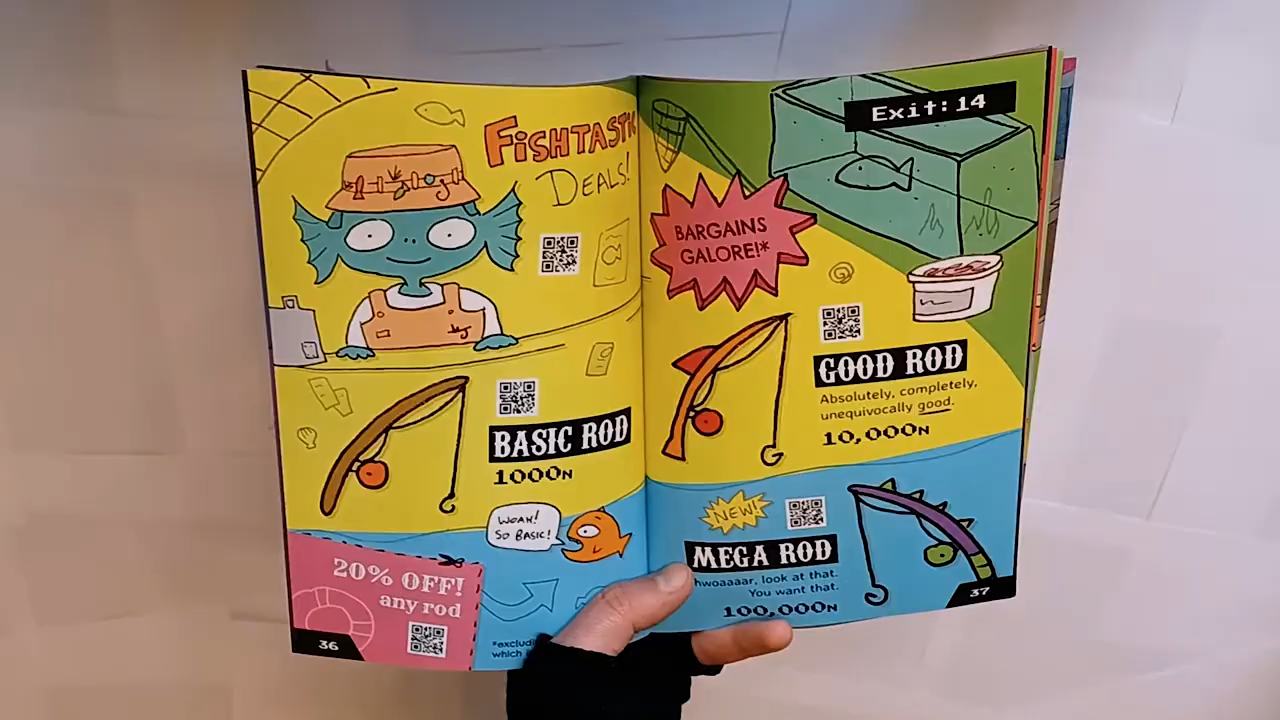 FISHTASTIC
DEALS!
BASIC ROD
1000N
WOAH!
SO BASIC!
20% OFF!
any rod
36
which
Exit:14
BARGAINS
GALORE!*
GOOD ROD
Absolutely, completely,
unequivocally good.
10,000N
NEW!
MEGA ROD
look at that.
You want that.
100,000N
37